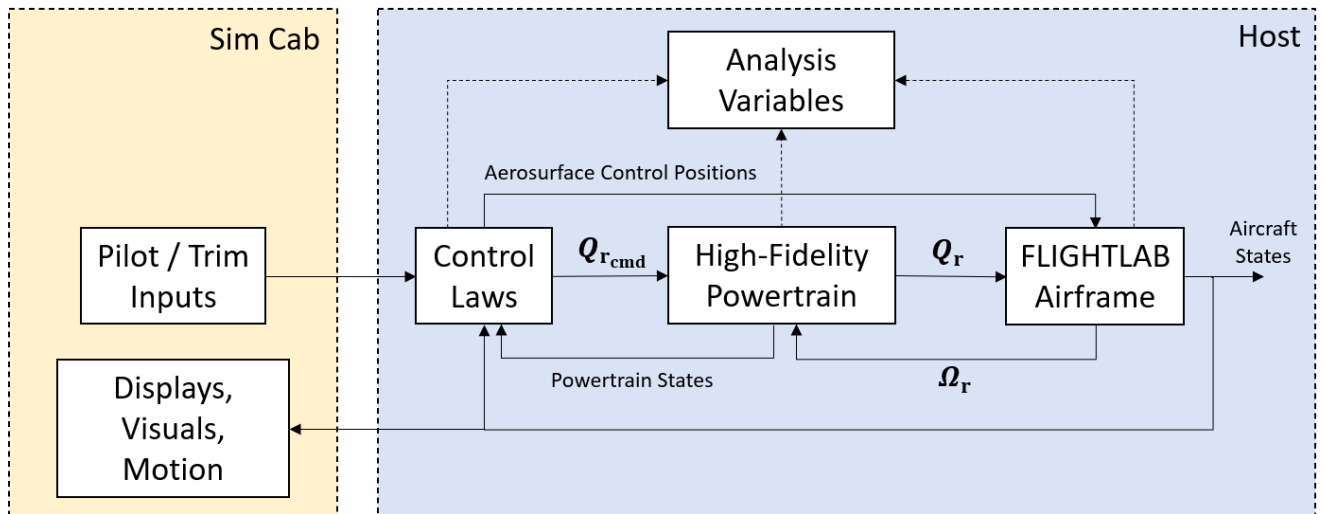 Sim Cab
Host
Analysis
Variables
Aerosurface Control Positions
Pilot / Trim
Inputs
Control
Laws
Q_r_cmd
High-Fidelity
Powertrain
Q_r
FLIGHTLAB
Airframe
Aircraft
States
Powertrain States
Ω_r
Displays,
Visuals,
Motion